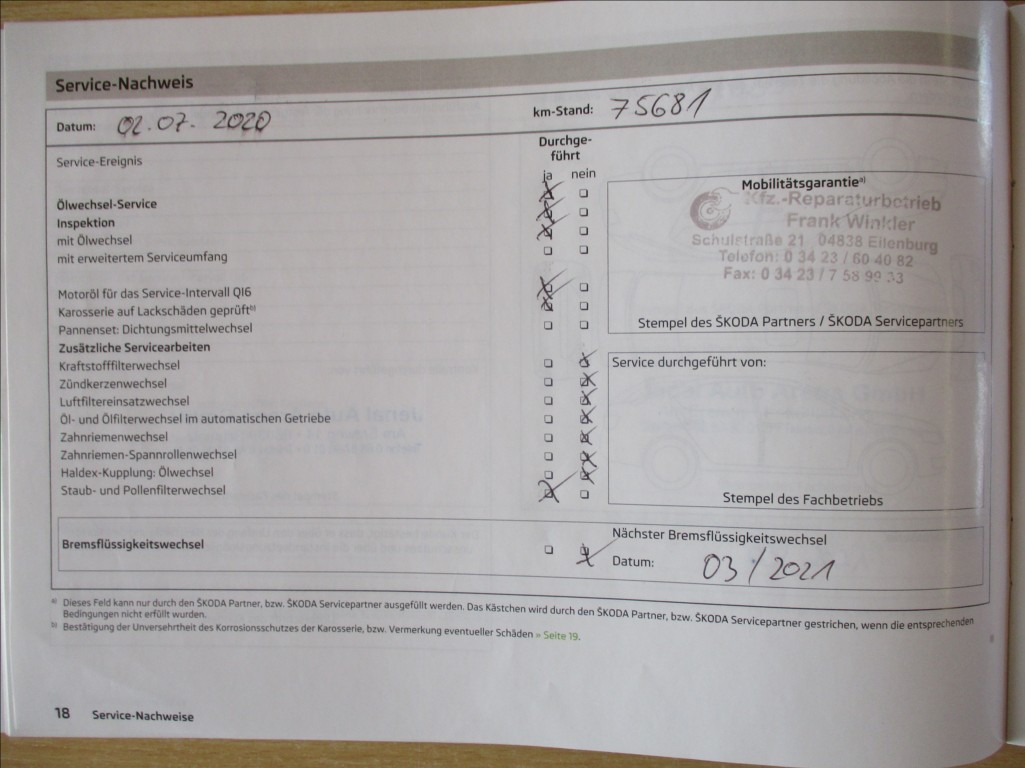 Service-Nachweis
Datum: 02.07. 2020
km-Stand: 75681
Durchge-
führt
Service-Ereignis
ja nein
Ölwechsel-Service
Inspektion
mit Ölwechsel
mit erweitertem Serviceumfang
Motoröl für das Service-Intervall QI6
Karosserie auf Lackschäden geprüft b)
Pannenset: Dichtungsmittelwechsel
Zusätzliche Servicearbeiten
Kraftstofffilterwechsel
Zündkerzenwechsel
Luftfiltereinsatzwechsel
Öl- und Ölfilterwechsel im automatischen Getriebe
Zahnriemenwechsel
Zahnriemen-Spannrollenwechsel
Haldex-Kupplung: Ölwechsel
Staub- und Pollenfilterwechsel
Mobilitätsgarantie a)
Kfz.-Reparaturbetrieb
Frank Winkler
Schulstraße 21 04838 Eilenburg
Telefon: 0 34 23 / 60 40 82
Fax: 0 34 23 / 7 58 99
Stempel des ŠKODA Partners / ŠKODA Servicepartners
Service durchgeführt von:
Stempel des Fachbetriebs
Bremsflüssigkeitswechsel
Nächster Bremsflüssigkeitswechsel
Datum: 03/2021
a) Dieses Feld kann nur durch den ŠKODA Partner, bzw. ŠKODA Servicepartner ausgefüllt werden. Das Kästchen wird durch den ŠKODA Partner, bzw. ŠKODA Servicepartner gestrichen, wenn die entsprechenden
Bedingungen nicht erfüllt wurden.
b) Bestätigung der Unversehrtheit des Korrosionsschutzes der Karosserie, bzw. Vermerkung eventueller Schäden » Seite 19.
18 Service-Nachweise